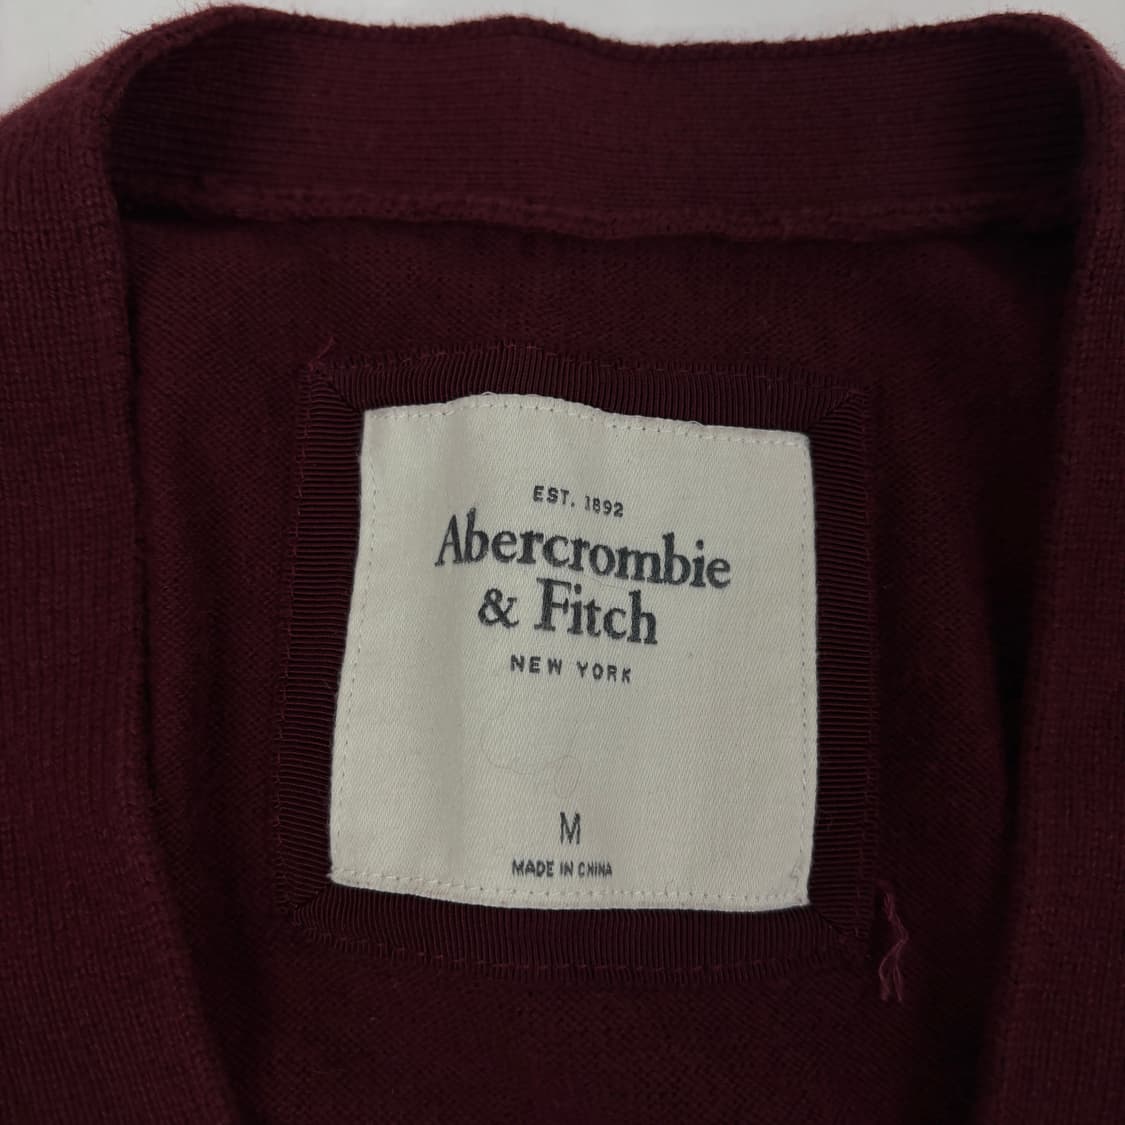 EST. 1892
Abercrombie
& Fitch
NEW YORK
M
MADE IN CHINA